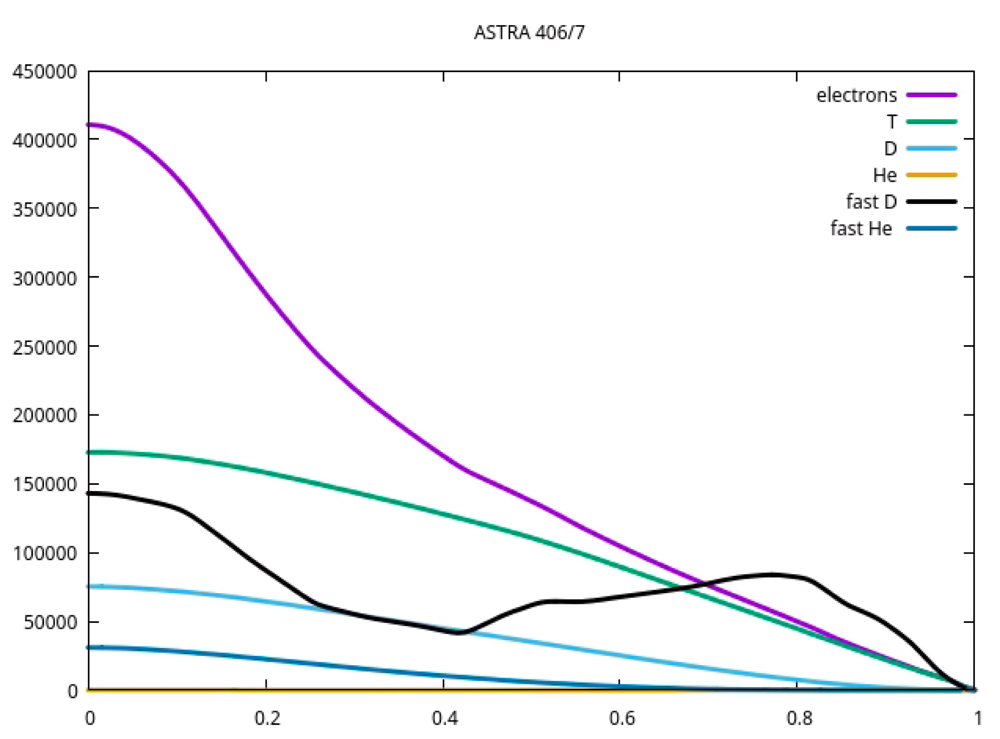 ASTRA 406/7
450000
400000
350000
300000
250000
200000
150000
100000
50000
0
electrons
T
D
He
fast D
fast He
0 0.2 0.4 0.6 0.8 1